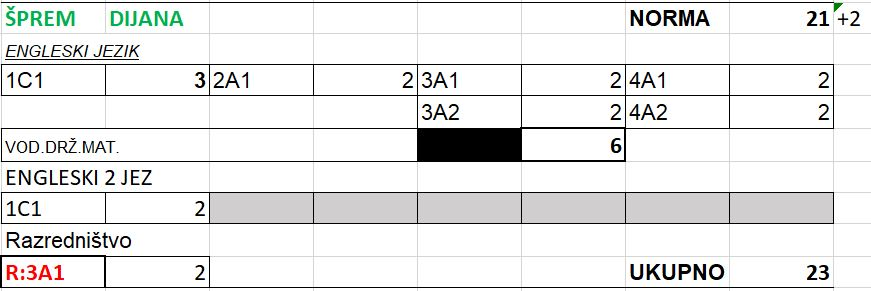 ŠPREM DIJANA NORMA 21 +2
ENGLESKI JEZIK
1C1 3 2A1 2 3A1 2 4A1 2
3A2 2 4A2 2
VOD.DRŽ.MAT. 6
ENGLESKI 2 JEZ
1C1 2
Razredništvo
R:3A1 2 UKUPNO 23